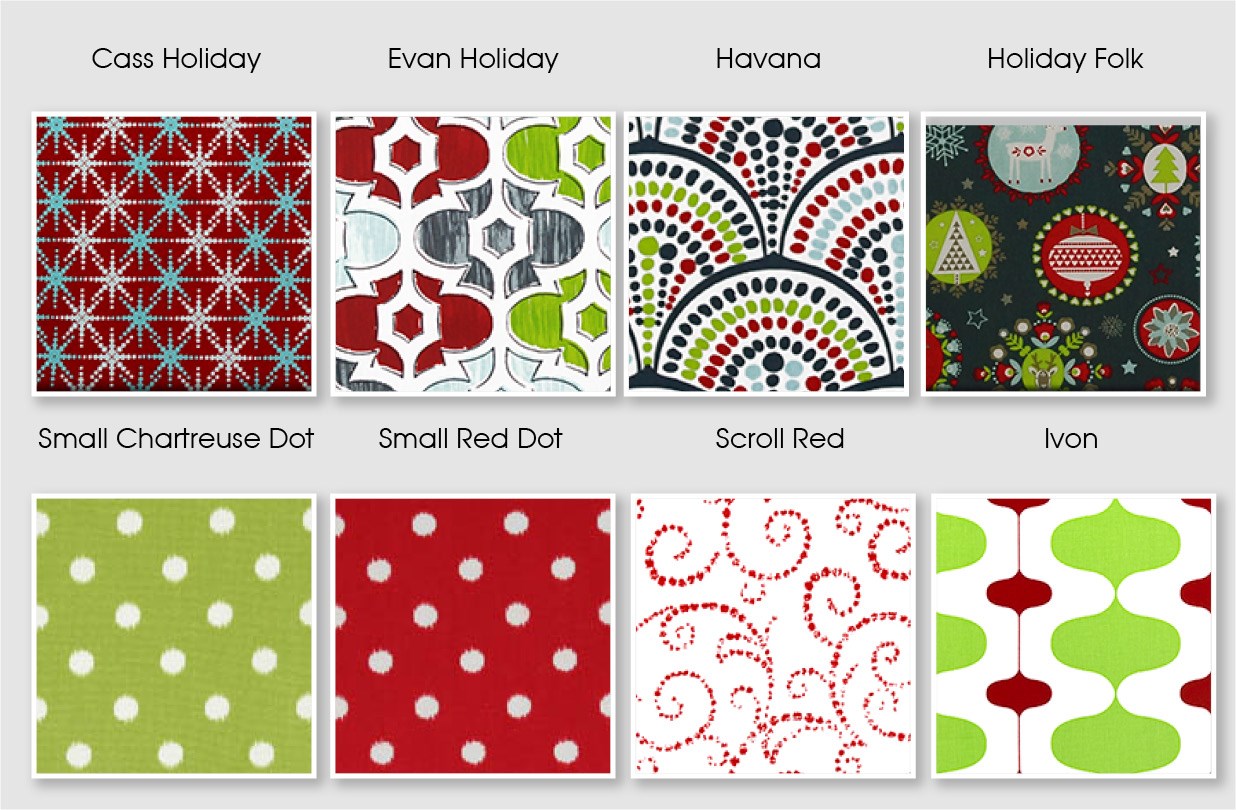 Cass Holiday
Evan Holiday
Havana
Holiday Folk
Small Chartreuse Dot
Small Red Dot
Scroll Red
Ivon